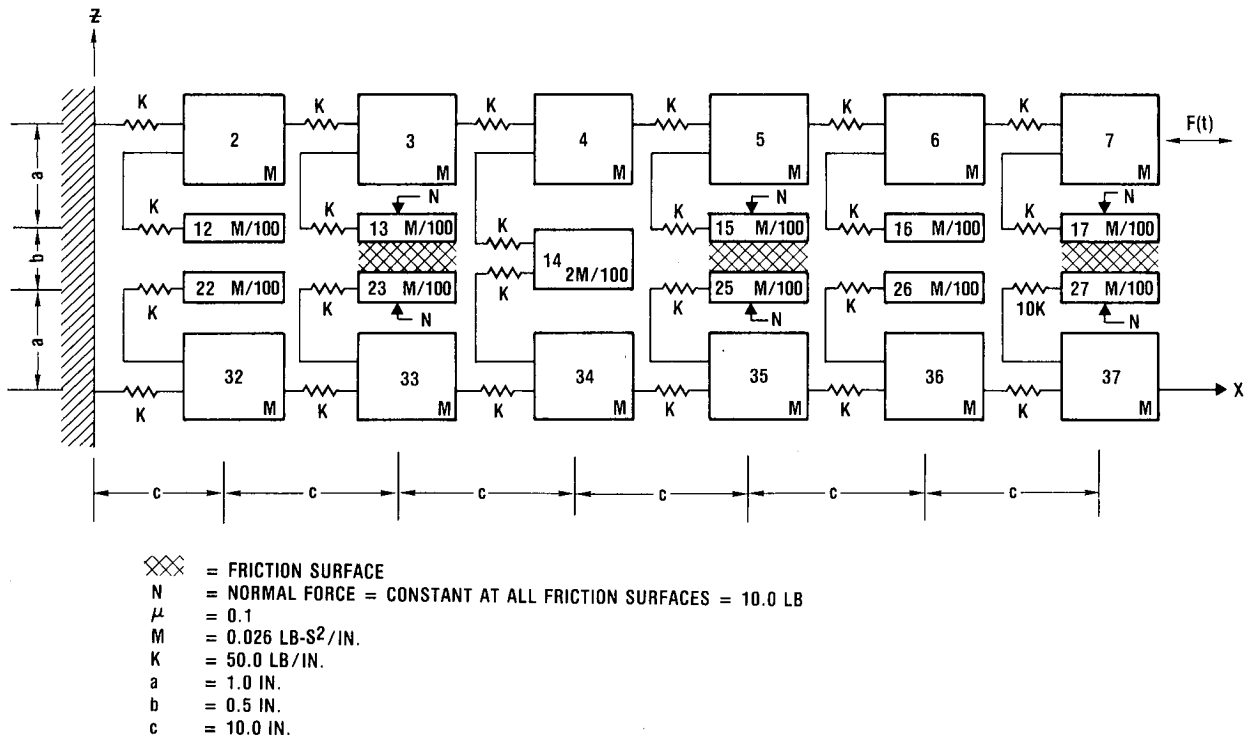 Z
K K K K K K
2 3 4 5 6 7
F(t)
M M M M M M
a
N N N
K K K K K
12 M/100 13 M/100 15 M/100 16 M/100 17 M/100
K
b
14 2M/100
22 M/100 23 M/100 25 M/100 26 M/100 27 M/100
K K K K K 10K
N N N
a
32 33 34 35 36 37
M M M M M M
X
K K K K K K
c c c c c c
= FRICTION SURFACE
N = NORMAL FORCE = CONSTANT AT ALL FRICTION SURFACES = 10.0 LB
μ = 0.1
M = 0.026 LB-S²/IN.
K = 50.0 LB/IN.
a = 1.0 IN.
b = 0.5 IN.
c = 10.0 IN.